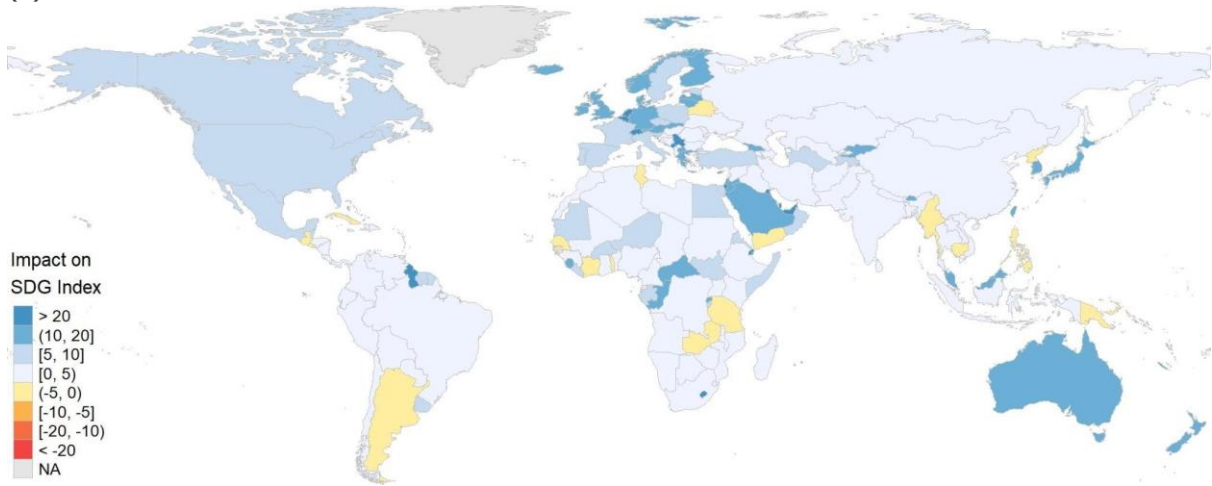 Impact on
SDG Index
> 20
(10, 20]
[5, 10]
[0, 5)
(-5, 0)
[-10, -5]
[-20, -10)
< -20
NA